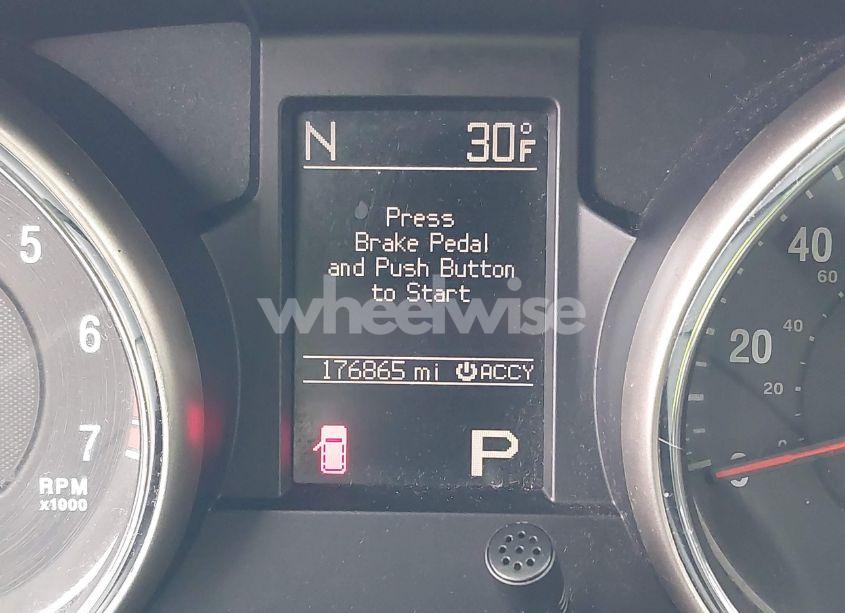 N 30°F
Press
Brake Pedal
and Push Button
to Start
wheelwise
176865 mi ACCY
P
5
6
7
RPM
x1000
40
60
20
40
20
0